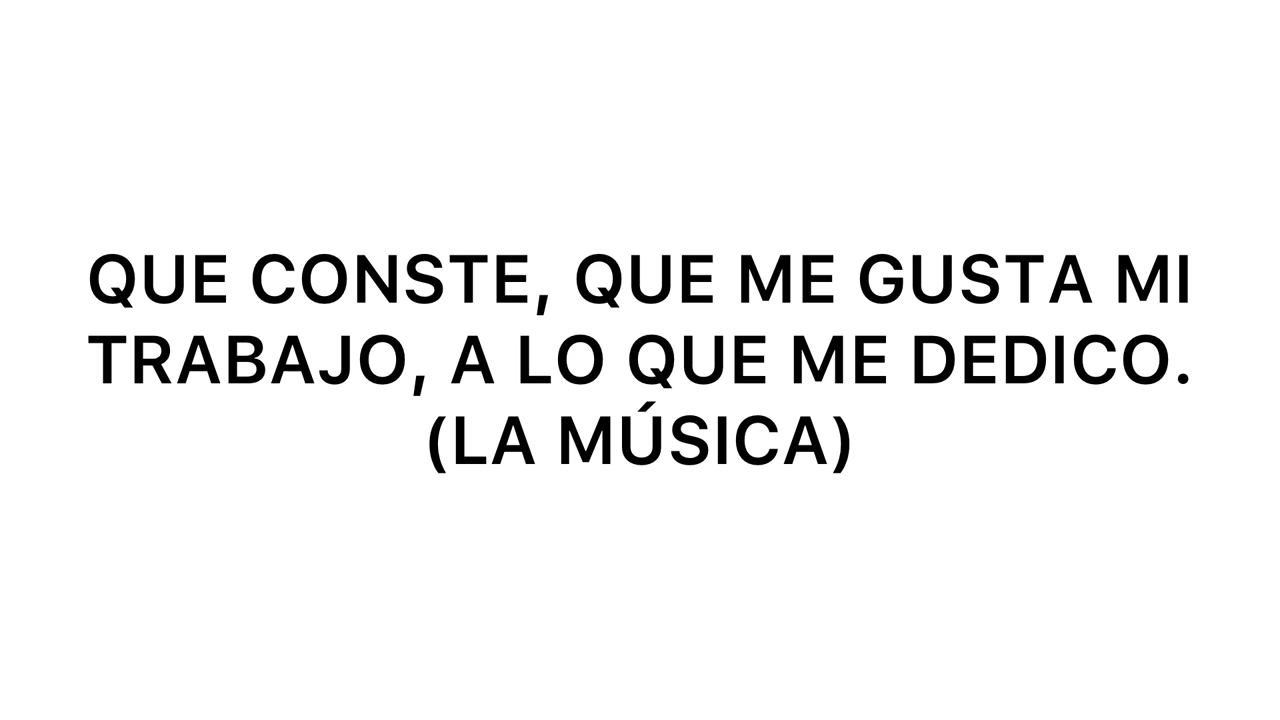 QUE CONSTE, QUE ME GUSTA MI
TRABAJO, A LO QUE ME DEDICO.
(LA MÚSICA)